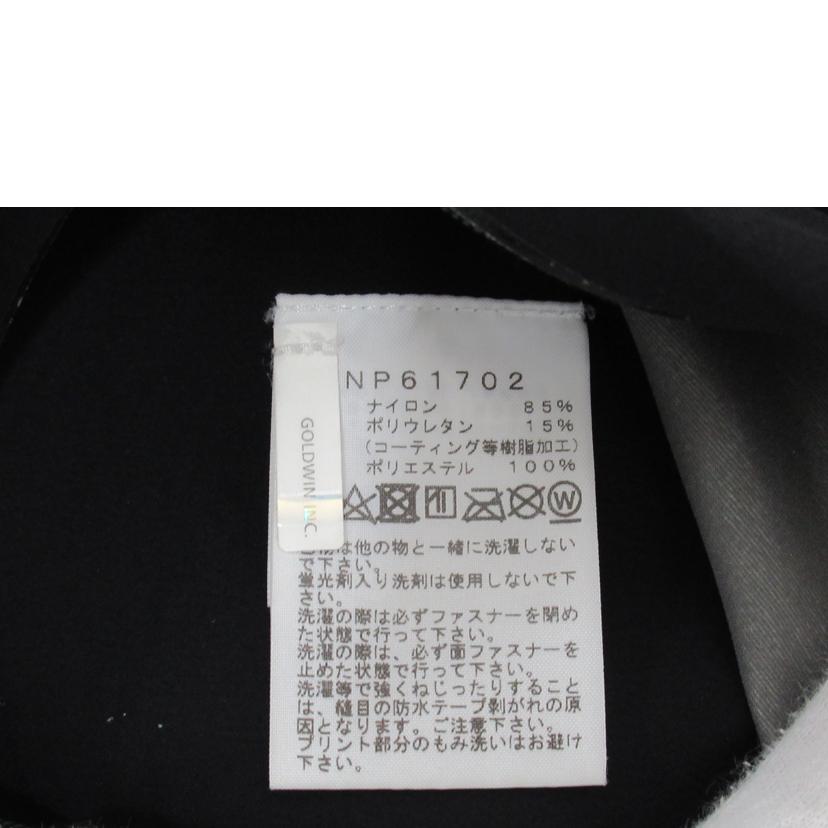 NP61702
ナイロン 85%
ポリウレタン 15%
(コーティング等樹脂加工)
ポリエステル 100%
GOLDWIN INC.
W
物は他の物と一緒に洗濯しない
で下さい。
蛍光剤入り洗剤は使用しないで下
さい。
洗濯の際は必ずファスナーを閉め
た状態で行って下さい。
洗濯の際は、必ず面ファスナーを
止めた状態で行って下さい。
洗濯等で強くねじったりすること
は、縫目の防水テープ剥がれの原
因となります。ご注意下さい。
プリント部分のもみ洗いはお避け
下さい。